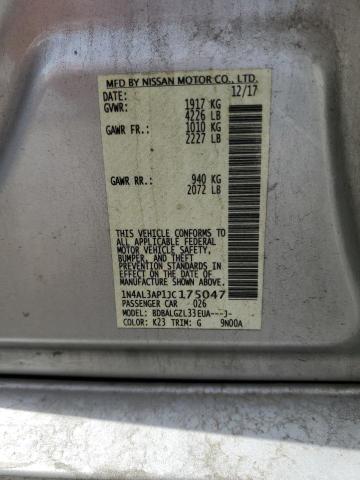 MFD BY NISSAN MOTOR CO., LTD.
DATE: 12/17
GVWR: 1917 KG
4226 LB
GAWR FR.: 1010 KG
2227 LB
GAWR RR.: 940 KG
2072 LB
THIS VEHICLE CONFORMS TO
ALL APPLICABLE FEDERAL
MOTOR VEHICLE SAFETY,
BUMPER, AND THEFT
PREVENTION STANDARDS
IN EFFECT ON THE DATE OF
MANUFACTURE SHOWN ABOVE.
1N4AL3AP1JC175047
PASSENGER CAR 026
MODEL: BDBALGZL33EUA---J-
COLOR: K23 TRIM: G 9N00A